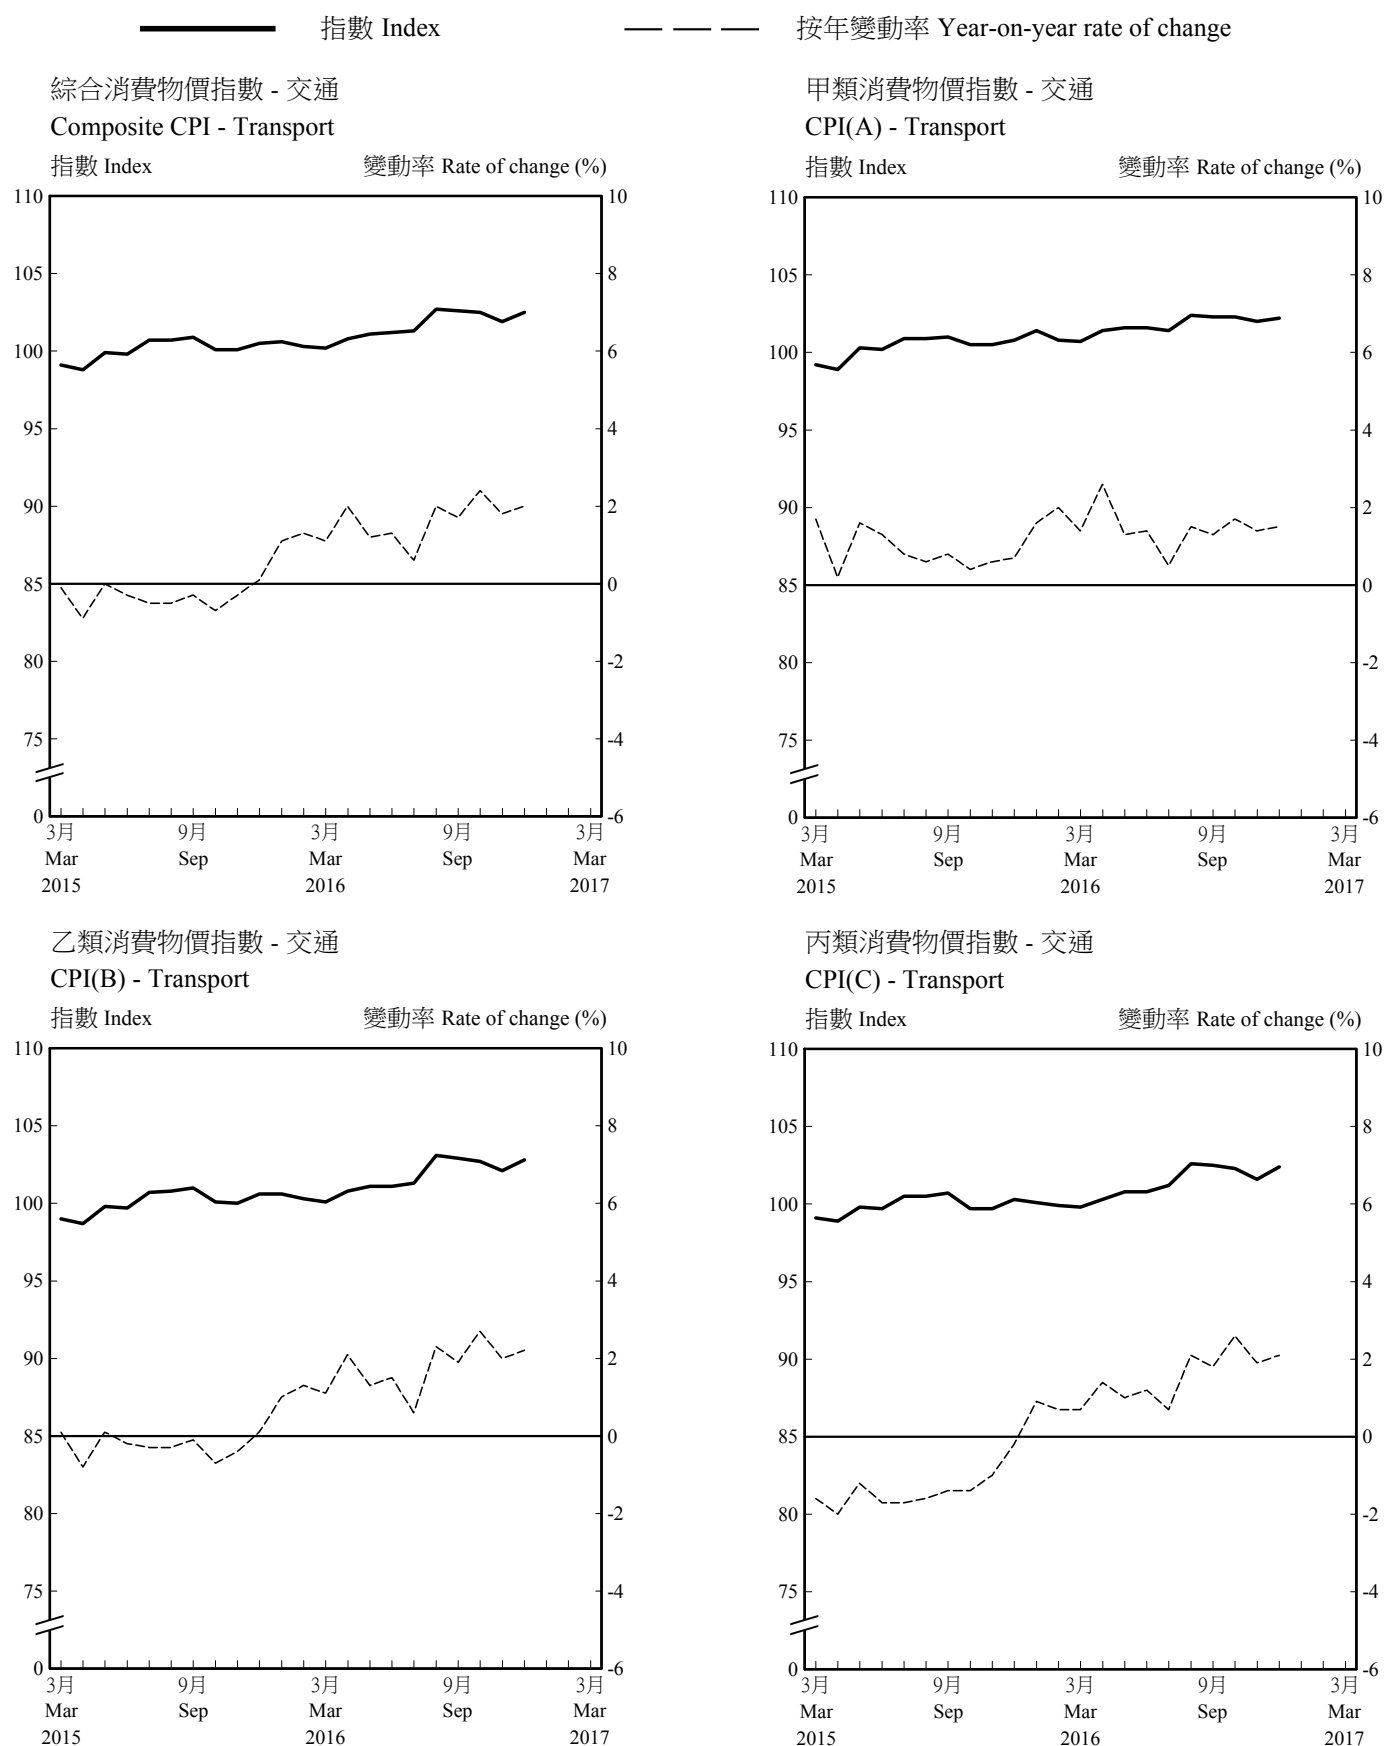 指數 Index
按年變動率 Year-on-year rate of change
綜合消費物價指數 - 交通
Composite CPI - Transport
指數 Index 變動率 Rate of change (%)
110 10
105 8
100 6
95 4
90 2
85 0
80 -2
75 -4
0 -6
3月 9月 3月 9月 3月
Mar Sep Mar Sep Mar
2015 2016 2017
甲類消費物價指數 - 交通
CPI(A) - Transport
指數 Index 變動率 Rate of change (%)
110 10
105 8
100 6
95 4
90 2
85 0
80 -2
75 -4
0 -6
3月 9月 3月 9月 3月
Mar Sep Mar Sep Mar
2015 2016 2017
乙類消費物價指數 - 交通
CPI(B) - Transport
指數 Index 變動率 Rate of change (%)
110 10
105 8
100 6
95 4
90 2
85 0
80 -2
75 -4
0 -6
3月 9月 3月 9月 3月
Mar Sep Mar Sep Mar
2015 2016 2017
丙類消費物價指數 - 交通
CPI(C) - Transport
指數 Index 變動率 Rate of change (%)
110 10
105 8
100 6
95 4
90 2
85 0
80 -2
75 -4
0 -6
3月 9月 3月 9月 3月
Mar Sep Mar Sep Mar
2015 2016 2017